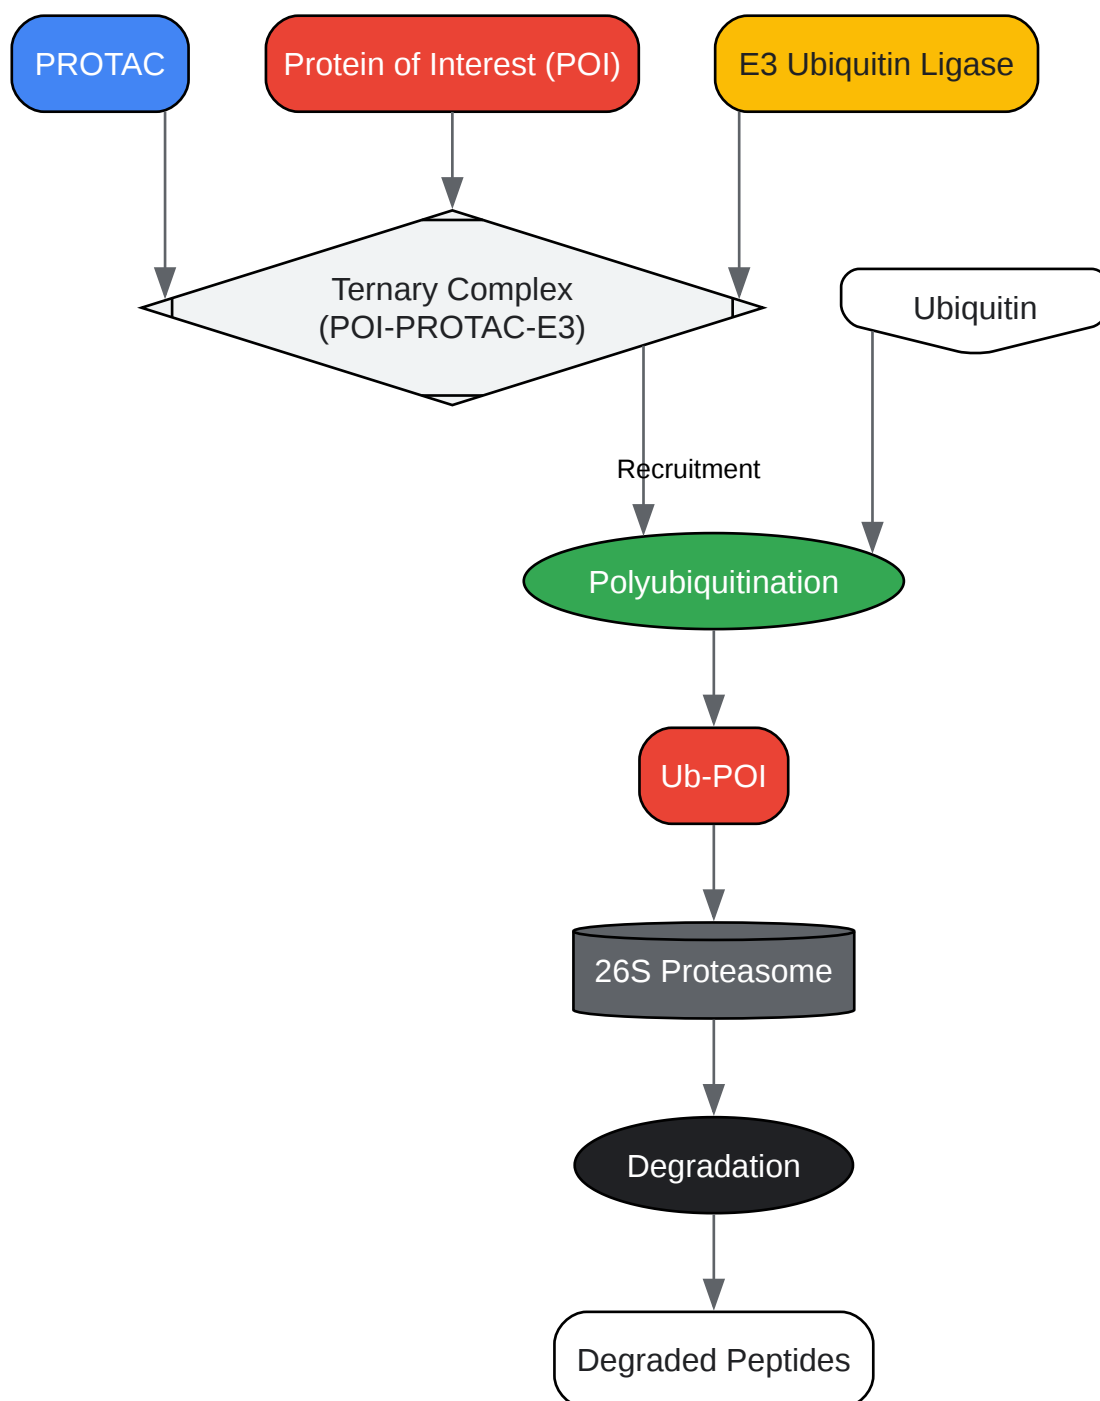 PROTAC
Protein of Interest (POI)
E3 Ubiquitin Ligase
Ternary Complex
(POI-PROTAC-E3)
Ubiquitin
Recruitment
Polyubiquitination
Ub-POI
26S Proteasome
Degradation
Degraded Peptides